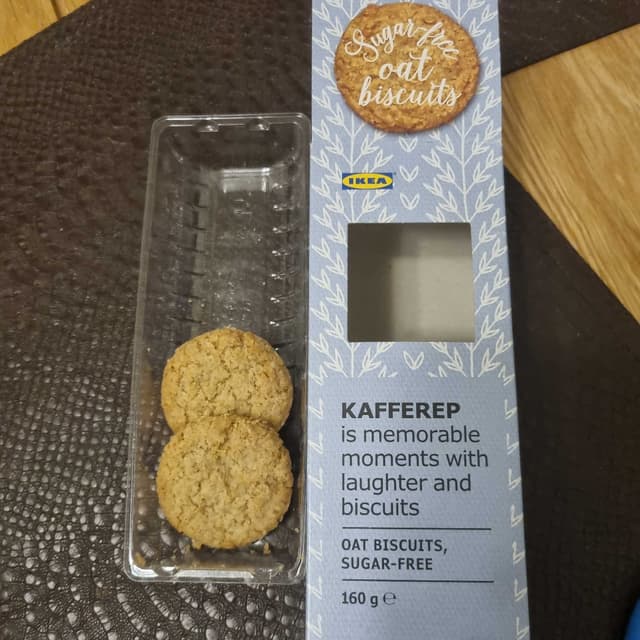 Sugar-free
oat
biscuits
IKEA
KAFFEREP
is memorable
moments with
laughter and
biscuits
OAT BISCUITS,
SUGAR-FREE
160 g ℮